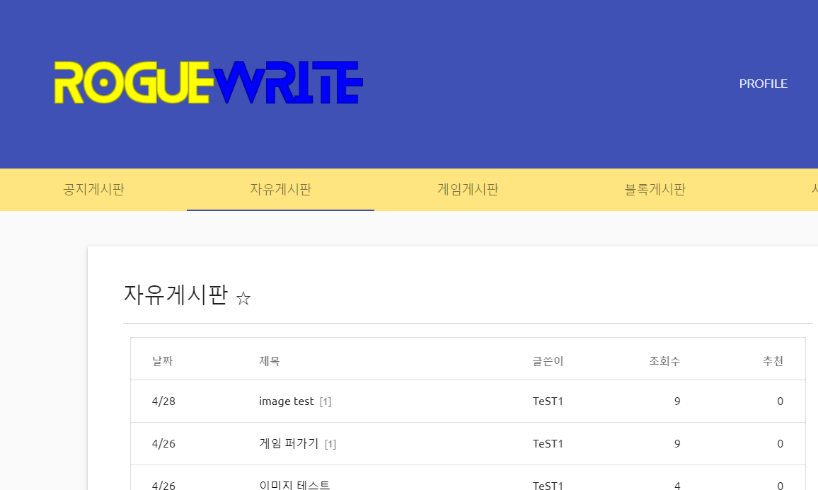 ROGUEWRITE
PROFILE
공지게시판 자유게시판 게임게시판 블록게시판
자유게시판 ☆
날짜 제목 글쓴이 조회수 추천
4/28 image test [1] TeST1 9 0
4/26 게임 퍼가기 [1] TeST1 9 0
4/26 이미지 테스트 TeST1 4 0